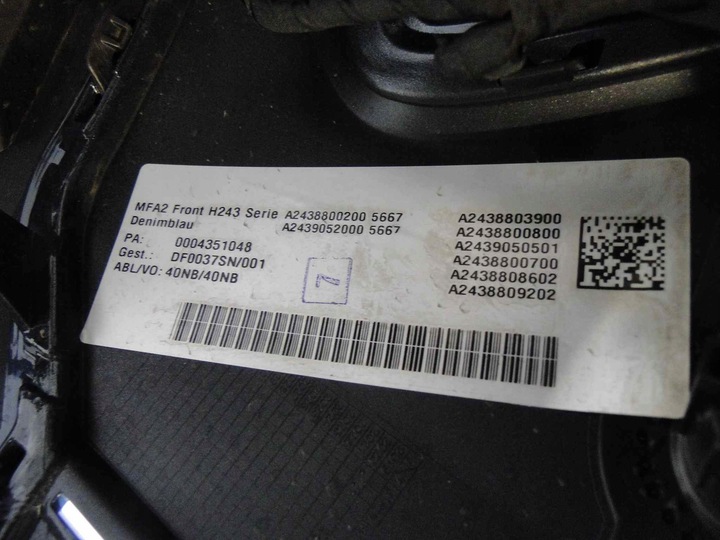 MFA2 Front H243 Serie A2438800200 5667 A2438803900
Denimblau A2439052000 5667 A2438800800
PA: 0004351048 A2439050501
Gest.: DF0037SN/001 A2438800700
ABL/VO: 40NB/40NB A2438808602
A2438809202
7